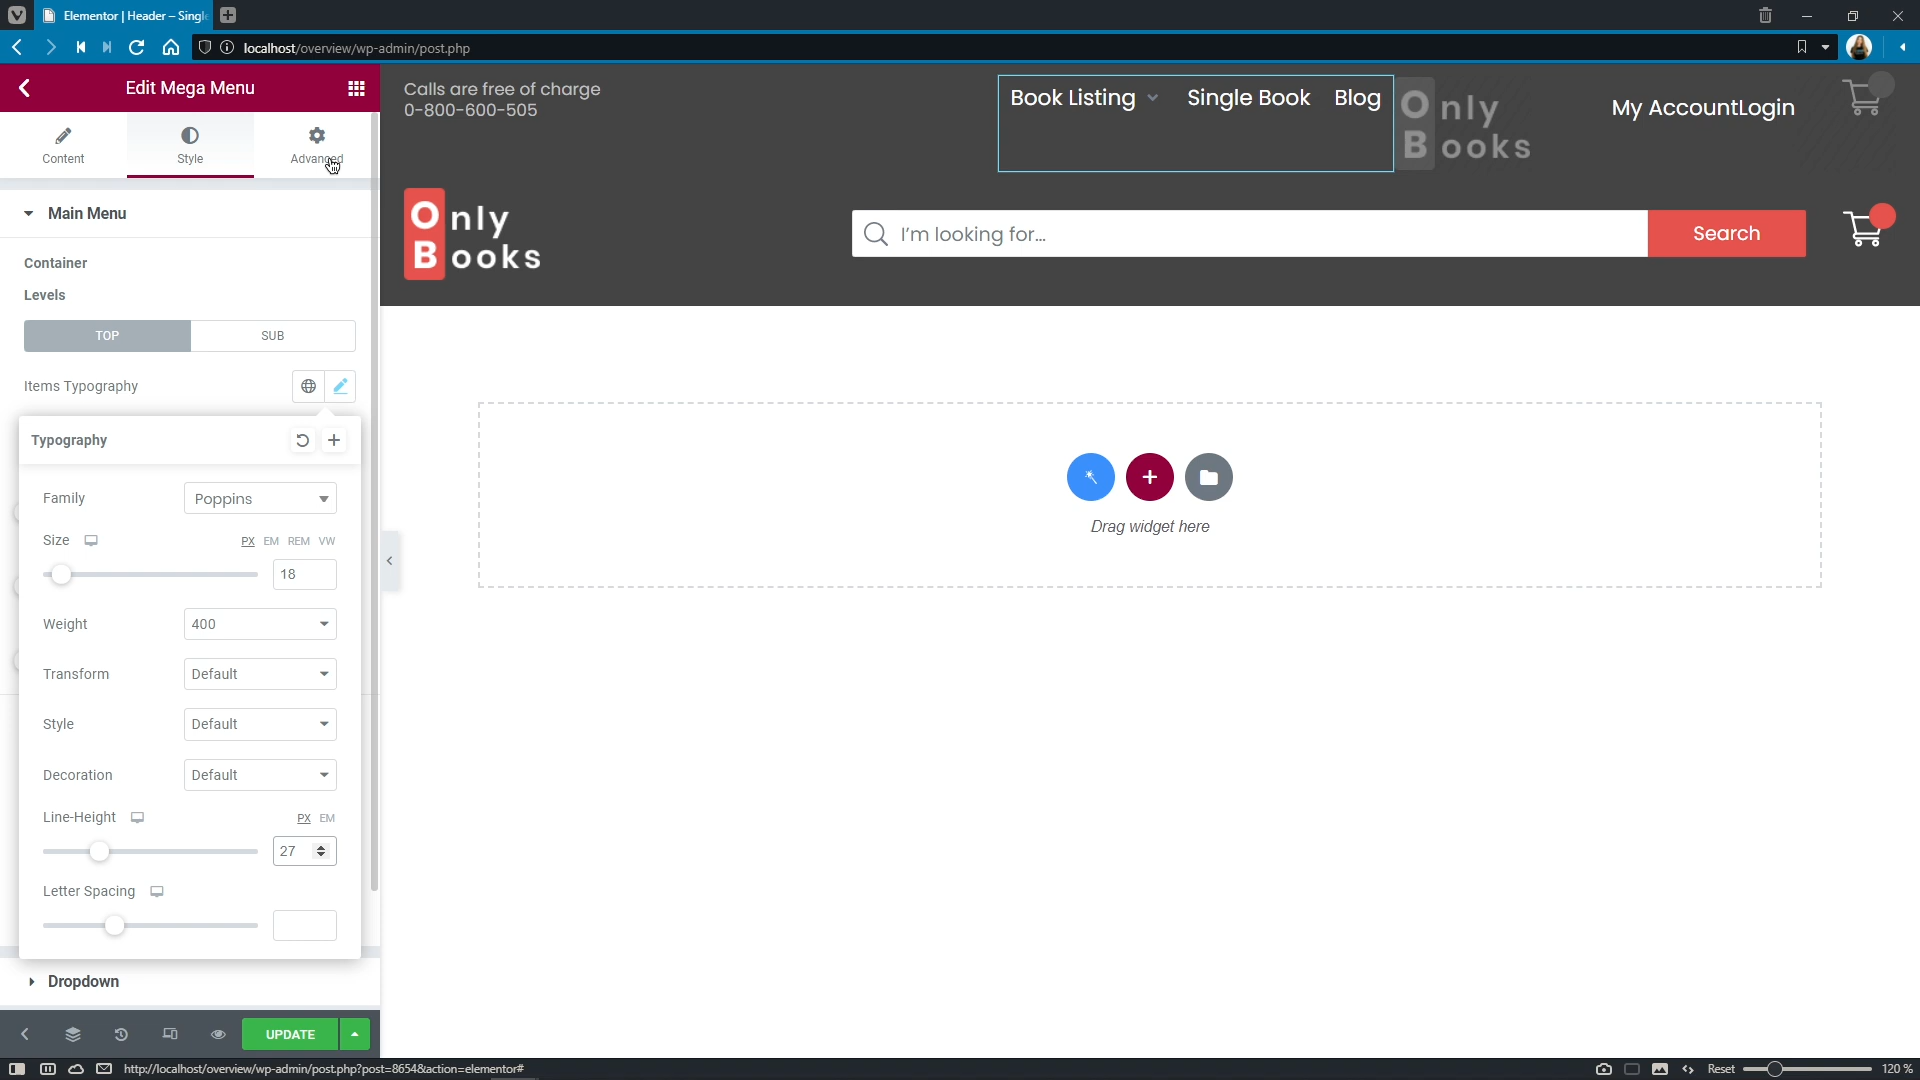 Elementor | Header – Singl
localhost/overview/wp-admin/post.php
Edit Mega Menu
Content
Style
Advanced
Main Menu
Container
Levels
TOP
SUB
Items Typography
Typography
Family
Poppins
Size
PX EM REM VW
18
Weight
400
Transform
Default
Style
Default
Decoration
Default
Line-Height
PX EM
27
Letter Spacing
Dropdown
UPDATE
Calls are free of charge
0-800-600-505
Book Listing
Single Book
Blog
Only
Books
My AccountLogin
Only
Books
I'm looking for...
Search
Drag widget here
http://localhost/overview/wp-admin/post.php?post=8654&action=elementor#
Reset
120 %